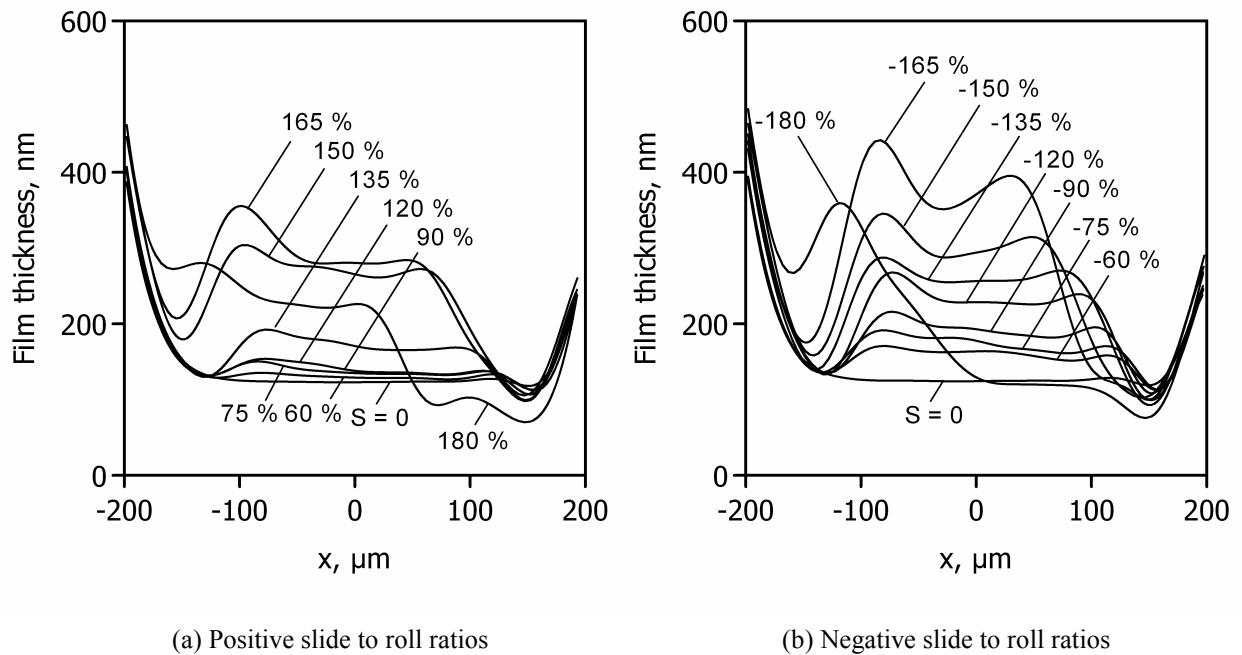 600
400
200
0
Film thickness, nm
165 %
150 %
135 %
120 %
90 %
75 % 60 % S = 0
180 %
-200 -100 0 100 200
x, µm
(a) Positive slide to roll ratios
600
400
200
0
Film thickness, nm
-165 %
-150 %
-180 %
-135 %
-120 %
-90 %
-75 %
-60 %
S = 0
-200 -100 0 100 200
x, µm
(b) Negative slide to roll ratios